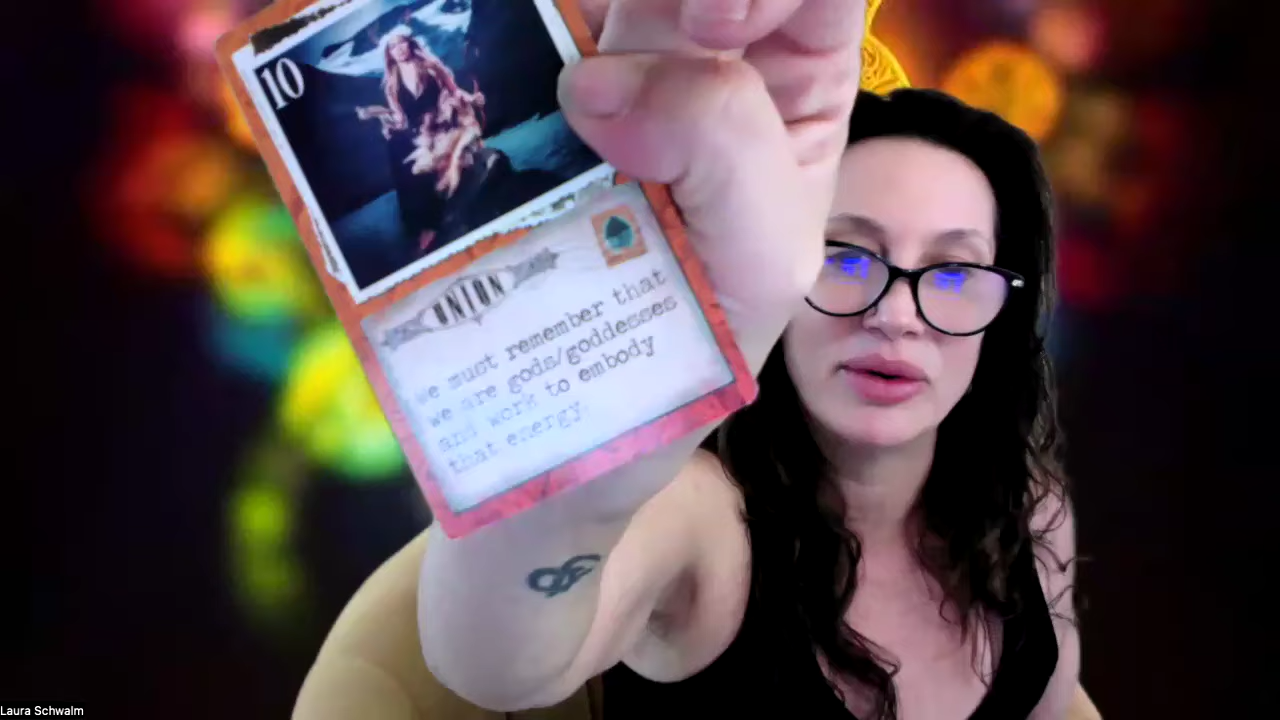 10
UNION
we must remember that
we are gods/goddesses
and work to embody
that energy.
Laura Schwalm